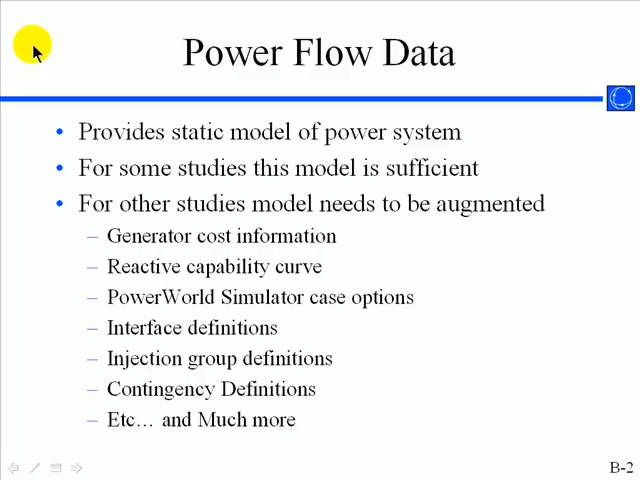 Power Flow Data
• Provides static model of power system
• For some studies this model is sufficient
• For other studies model needs to be augmented
– Generator cost information
– Reactive capability curve
– PowerWorld Simulator case options
– Interface definitions
– Injection group definitions
– Contingency Definitions
– Etc… and Much more
B-2